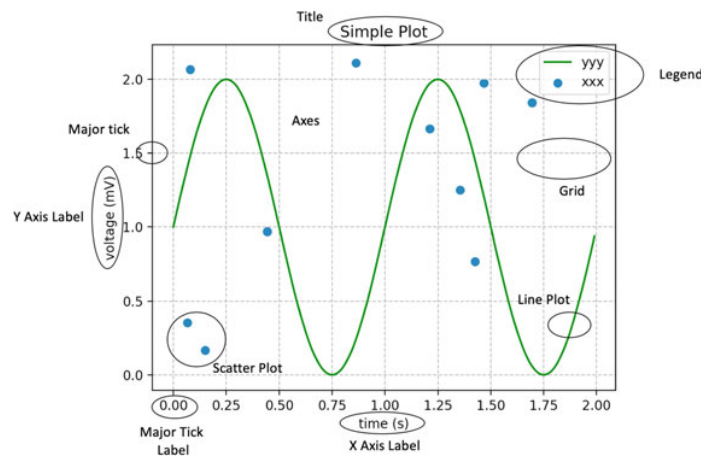 Title
Simple Plot
yyy
xxx
Legend
2.0
Axes
Major tick
1.5
Grid
Y Axis Label
voltage (mV)
1.0
0.5
Line Plot
Scatter Plot
0.0
0.00 0.25 0.50 0.75 1.00 1.25 1.50 1.75 2.00
time (s)
Major Tick
Label
X Axis Label